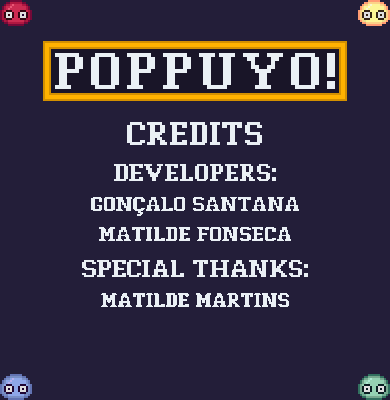 POPPUYO!
CREDITS
DEVELOPERS:
GONÇALO SANTANA
MATILDE FONSECA
SPECIAL THANKS:
MATILDE MARTINS